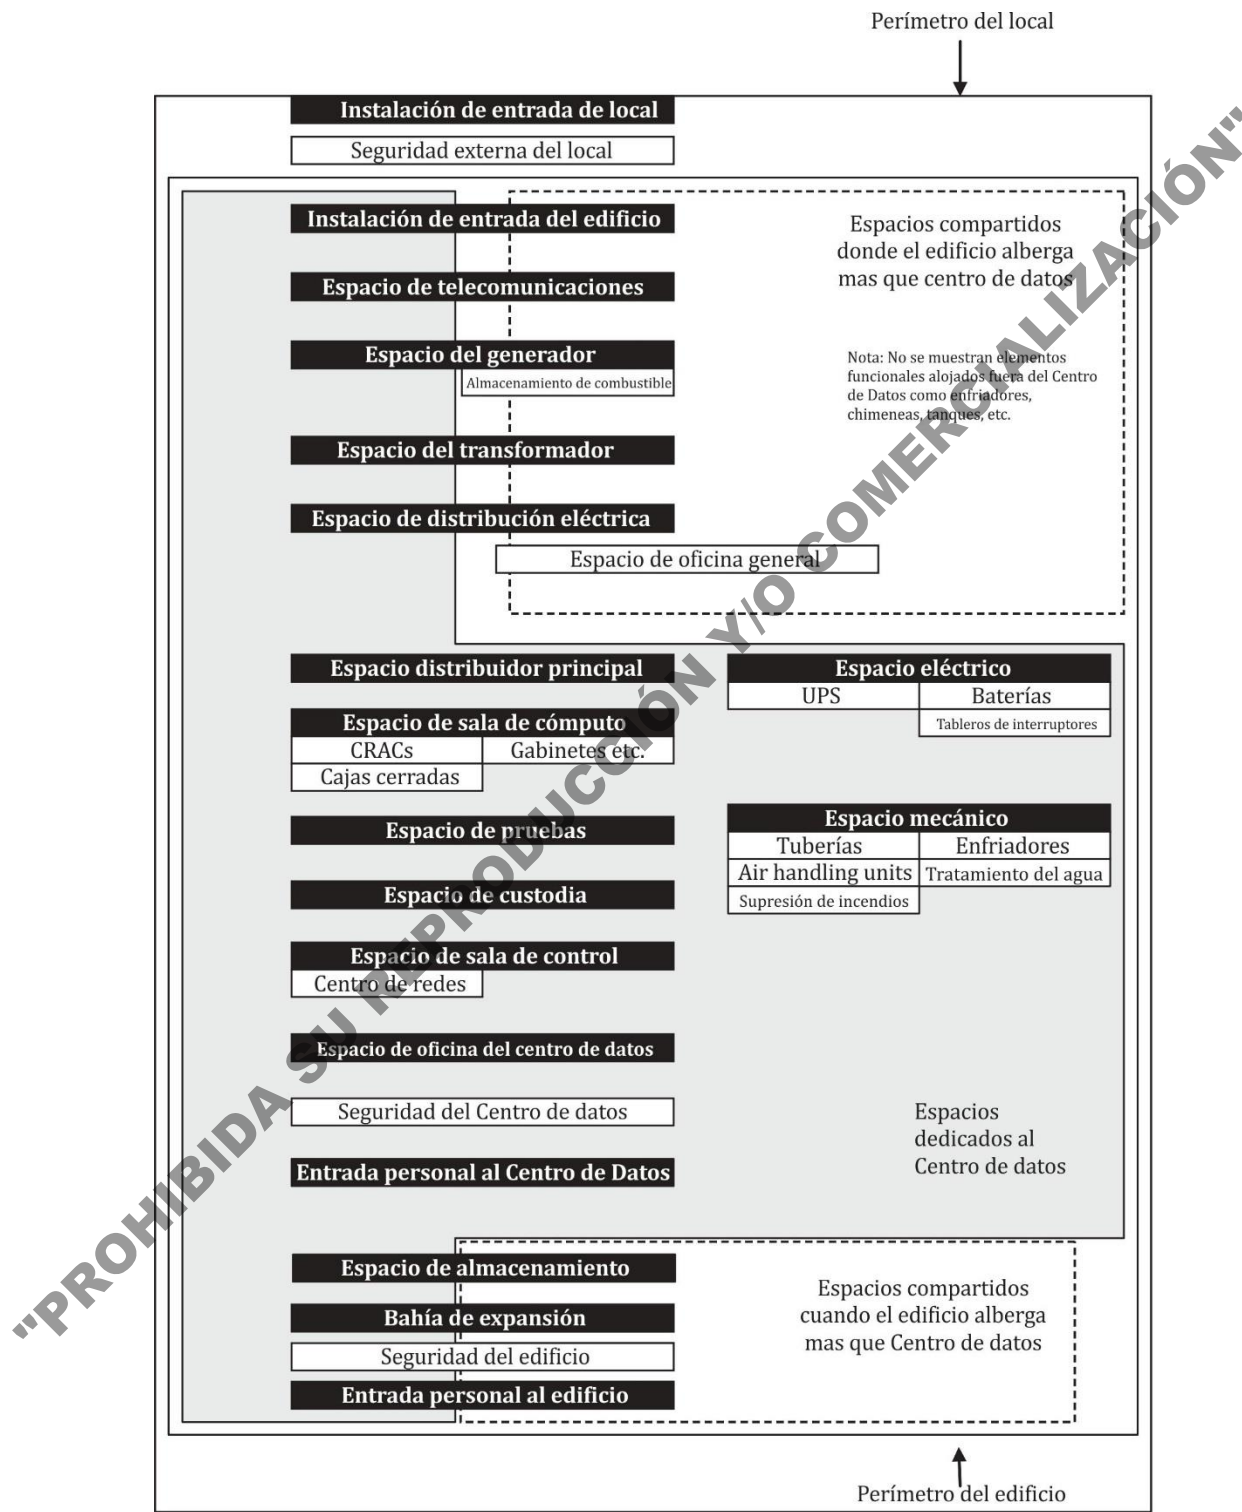 Perímetro del local
Instalación de entrada de local
Seguridad externa del local
Instalación de entrada del edificio
Espacios compartidos
donde el edificio alberga
mas que centro de datos
Espacio de telecomunicaciones
Espacio del generador
Almacenamiento de combustible
Nota: No se muestran elementos
funcionales alojados fuera del Centro
de Datos como enfriadores,
chimeneas, tanques, etc.
Espacio del transformador
Espacio de distribución eléctrica
Espacio de oficina general
Espacio distribuidor principal
Espacio de sala de cómputo
CRACs
Gabinetes etc.
Cajas cerradas
Espacio eléctrico
UPS
Baterías
Tableros de interruptores
Espacio de pruebas
Espacio de custodia
Espacio mecánico
Tuberías
Enfriadores
Air handling units
Tratamiento del agua
Supresión de incendios
Espacio de sala de control
Centro de redes
Espacio de oficina del centro de datos
Seguridad del Centro de datos
Entrada personal al Centro de Datos
Espacios
dedicados al
Centro de datos
Espacio de almacenamiento
Bahía de expansión
Seguridad del edificio
Entrada personal al edificio
Espacios compartidos
cuando el edificio alberga
mas que Centro de datos
Perímetro del edificio
"PROHIBIDA SU REPRODUCCIÓN Y/O COMERCIALIZACIÓN"